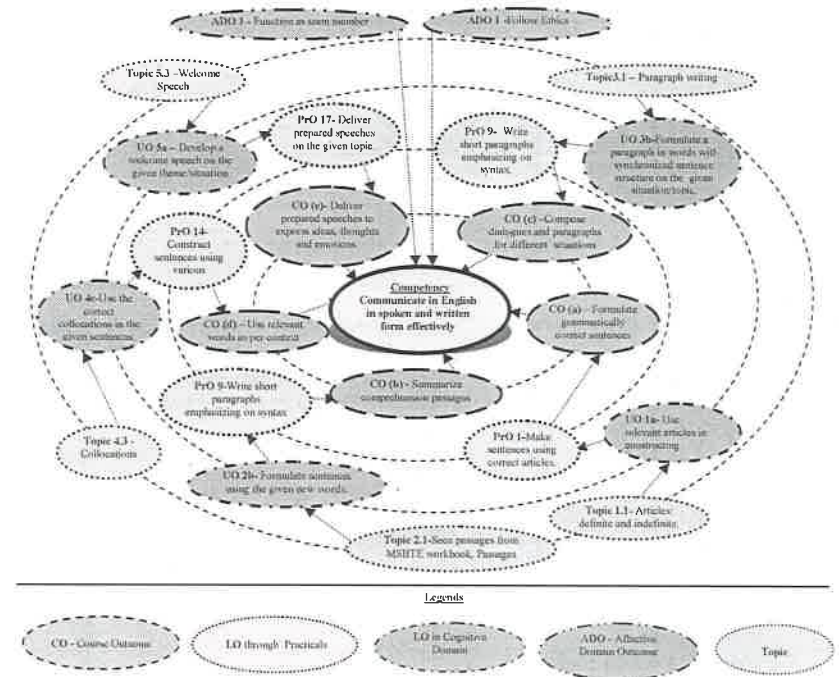 ADO 3 - Function as team member
ADO 1 -Follow Ethics
Topic 5.3 –Welcome
Speech
Topic3.1 – Paragraph writing
PrO 17- Deliver
prepared speeches
on the given topic
PrO 9- Write
short paragraphs
emphasizing on
syntax.
UO 5a – Develop a
welcome speech on the
given theme/situation
UO 3b-Formulate a
paragraph in words with
synchronized sentence
structure on the given
situation/topic.
CO (e)- Deliver
prepared speeches to
express ideas, thoughts
and emotions
CO (c) –Compose
dialogues and paragraphs
for different situations
PrO 14-
Construct
sentences using
various
Competency
Communicate in English
in spoken and written
form effectively
UO 4c-Use the
correct
collocations in the
given sentences
CO (d) – Use relevant
words as per context
CO (a) – Formulate
grammatically
correct sentences
CO (b) - Summarize
comprehension passages
PrO 9-Write short
paragraphs
emphasizing on syntax
UO 1a- Use
relevant articles in
constructing
PrO 1-Make
sentences using
correct articles.
Topic 4.3 -
Collocations
UO 2b- Formulate sentences
using the given new words.
Topic 1.1- Articles:
definite and indefinite.
Topic 2.1-Seen passages from
MSBTE workbook, Passages
Legends
CO - Course Outcome
LO through Practicals
LO in Cognitive
Domain
ADO - Affective
Domain Outcome
Topic